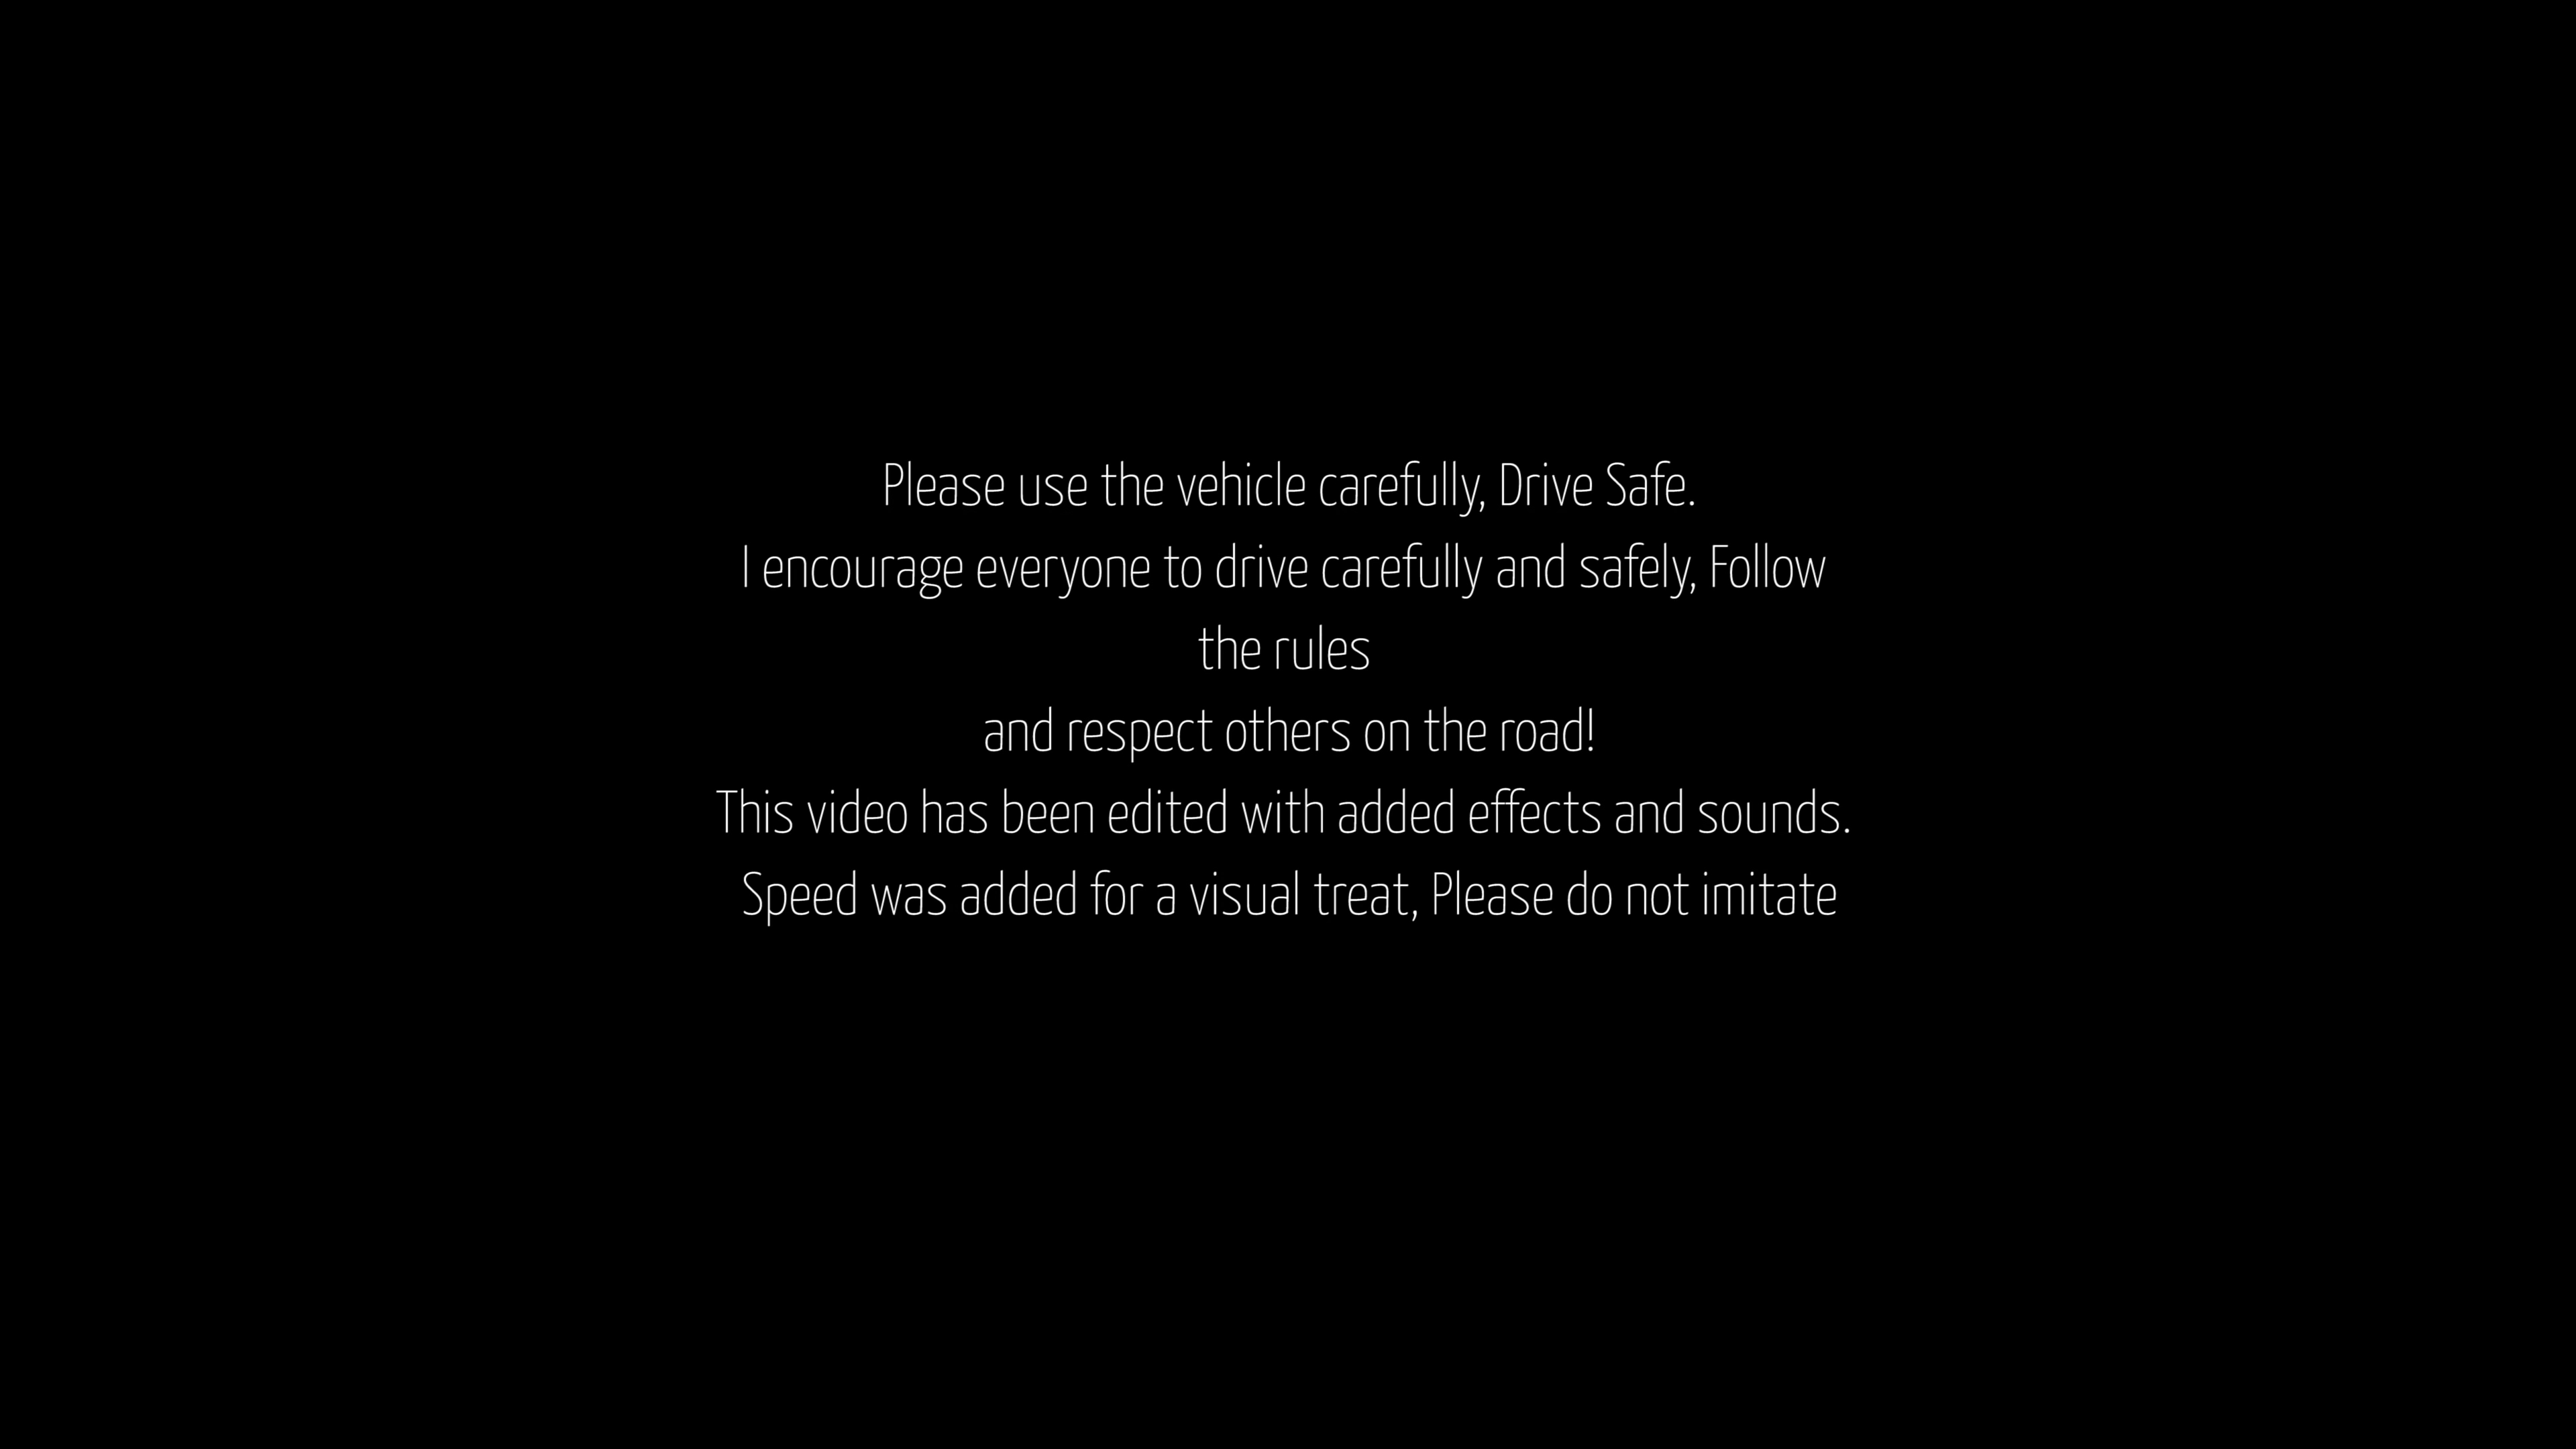 Please use the vehicle carefully, Drive Safe.
I encourage everyone to drive carefully and safely, Follow
the rules
and respect others on the road!
This video has been edited with added effects and sounds.
Speed was added for a visual treat, Please do not imitate